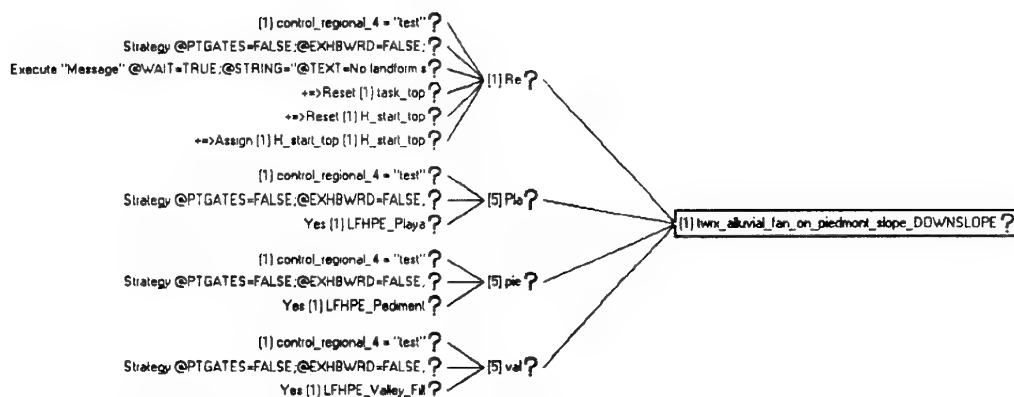 [1] control_regional_4 = "test" ?
Strategy @PTGATES=FALSE;@EXHBWRD=FALSE; ?
Execute "Message" @WAIT=TRUE;@STRING="@TEXT=No landform s ?
[1] Re ?
+=>Reset [1] task_top ?
+=>Reset [1] H_start_top ?
+=>Assign [1] H_start_top [1] H_start_top ?
[1] control_regional_4 = "test" ?
Strategy @PTGATES=FALSE;@EXHBWRD=FALSE, ?
[5] Pla ?
Yes [1] LFHPE_Playa ?
[1] twrx_alluvial_fan_on_piedmont_slope_DOWNSLOPE ?
[1] control_regional_4 = "test" ?
Strategy @PTGATES=FALSE;@EXHBWRD=FALSE, ?
[5] pie ?
Yes [1] LFHPE_Pediment ?
[1] control_regional_4 = "test" ?
Strategy @PTGATES=FALSE;@EXHBWRD=FALSE, ?
[5] val ?
Yes [1] LFHPE_Valley_Fill ?